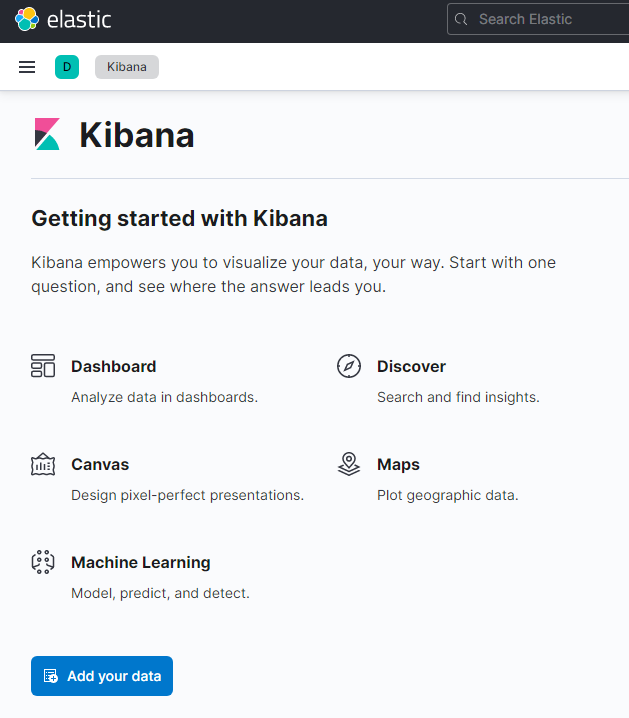 elastic
Search Elastic
D
Kibana
Kibana
Getting started with Kibana
Kibana empowers you to visualize your data, your way. Start with one
question, and see where the answer leads you.
Dashboard
Analyze data in dashboards.
Discover
Search and find insights.
Canvas
Design pixel-perfect presentations.
Maps
Plot geographic data.
Machine Learning
Model, predict, and detect.
Add your data